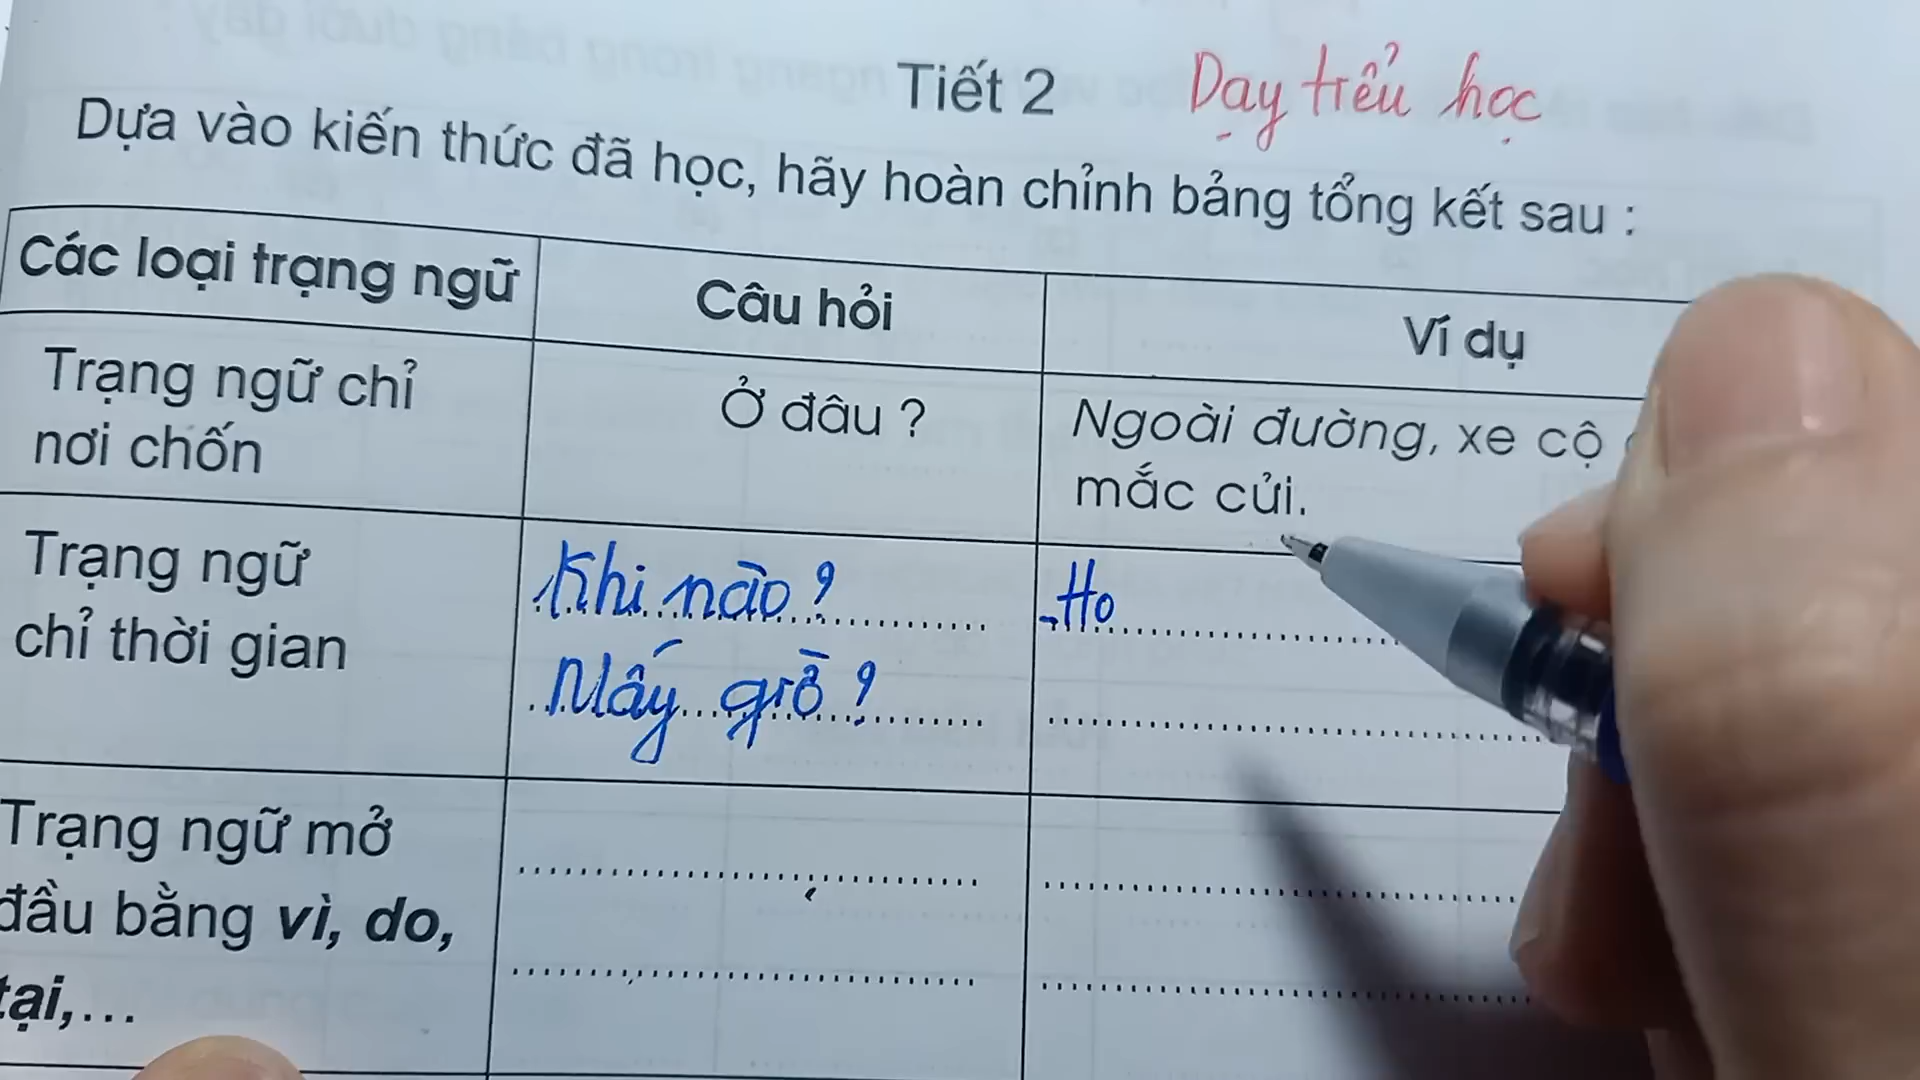 Tiết 2 Dạy tiểu học
Dựa vào kiến thức đã học, hãy hoàn chỉnh bảng tổng kết sau :
Các loại trạng ngữ Câu hỏi Ví dụ
Trạng ngữ chỉ
nơi chốn
Ở đâu ?
Ngoài đường, xe cộ
mắc cửi.
Trạng ngữ
chỉ thời gian
Khi nào?
Mấy giờ?
Ho
Trạng ngữ mở
đầu bằng vì, do,
tại,...